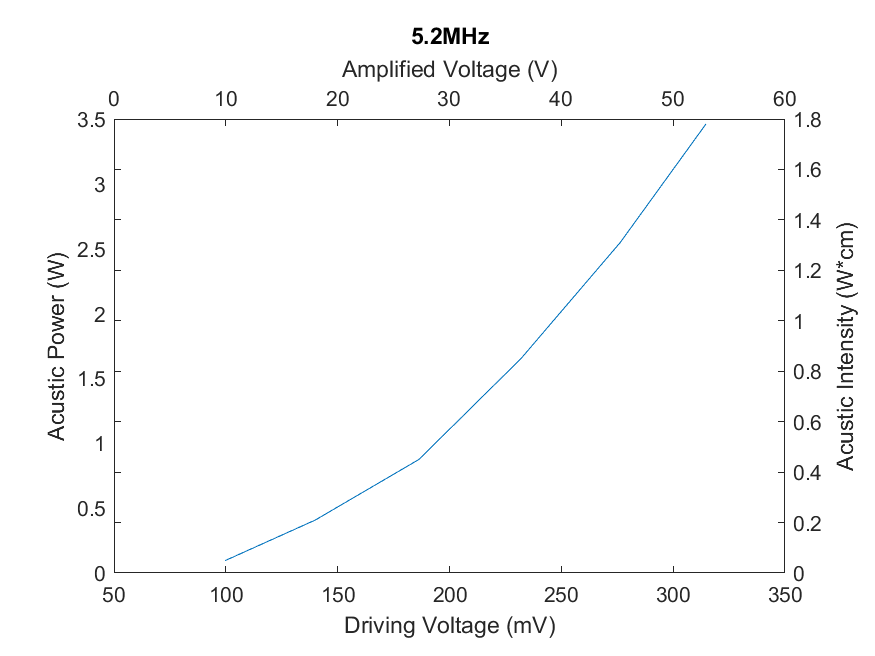 5.2MHz
Amplified Voltage (V)
0 10 20 30 40 50 60
3.5 1.8
3 1.6
2.5 1.4
2 1.2
1.5 1
1 0.8
0.5 0.6
0 0.4
0.2
0
Acustic Power (W)
Acustic Intensity (W*cm)
50 100 150 200 250 300 350
Driving Voltage (mV)